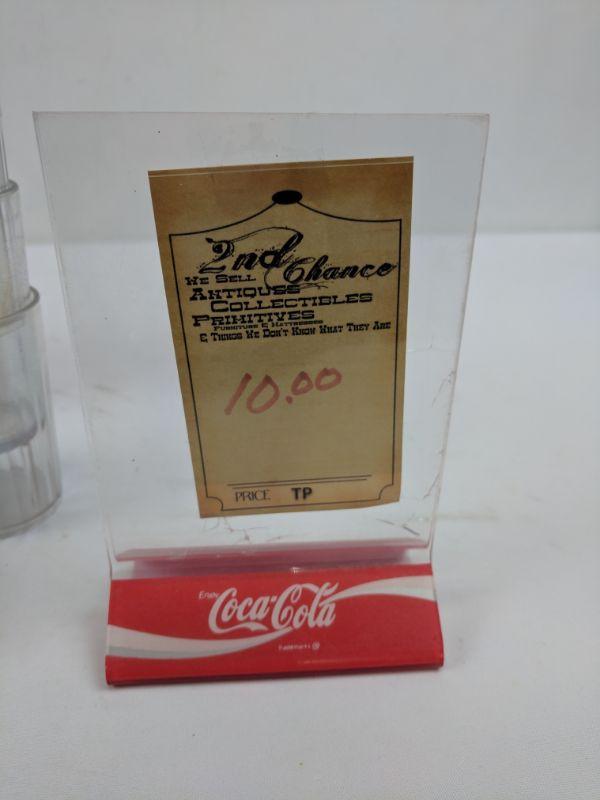 2nd Chance
We Sell
Antiques
Collectibles
Primitives
Furniture & Mattresses
& Things We Don't Know What They Are
10.00
PRICE TP
Enjoy
Coca-Cola